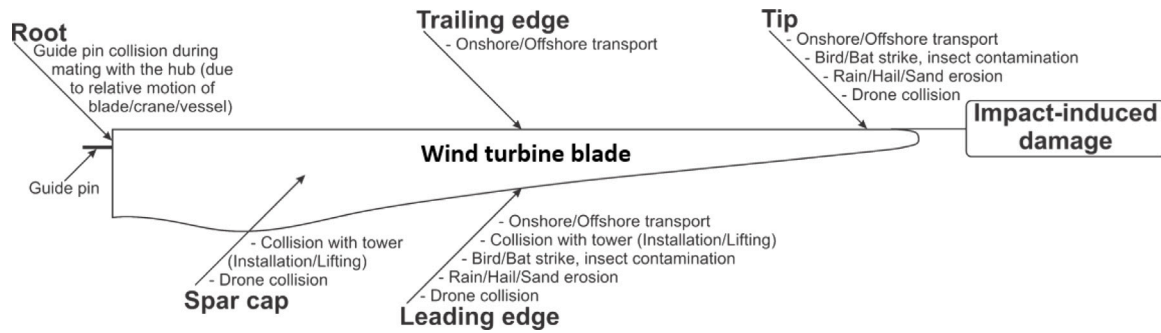 Root
Guide pin collision during
mating with the hub (due
to relative motion of
blade/crane/vessel)
Guide pin
Trailing edge
- Onshore/Offshore transport
Tip
- Onshore/Offshore transport
- Bird/Bat strike, insect contamination
- Rain/Hail/Sand erosion
- Drone collision
Impact-induced
damage
Wind turbine blade
- Collision with tower
(Installation/Lifting)
- Drone collision
Spar cap
- Onshore/Offshore transport
- Collision with tower (Installation/Lifting)
- Bird/Bat strike, insect contamination
- Rain/Hail/Sand erosion
- Drone collision
Leading edge